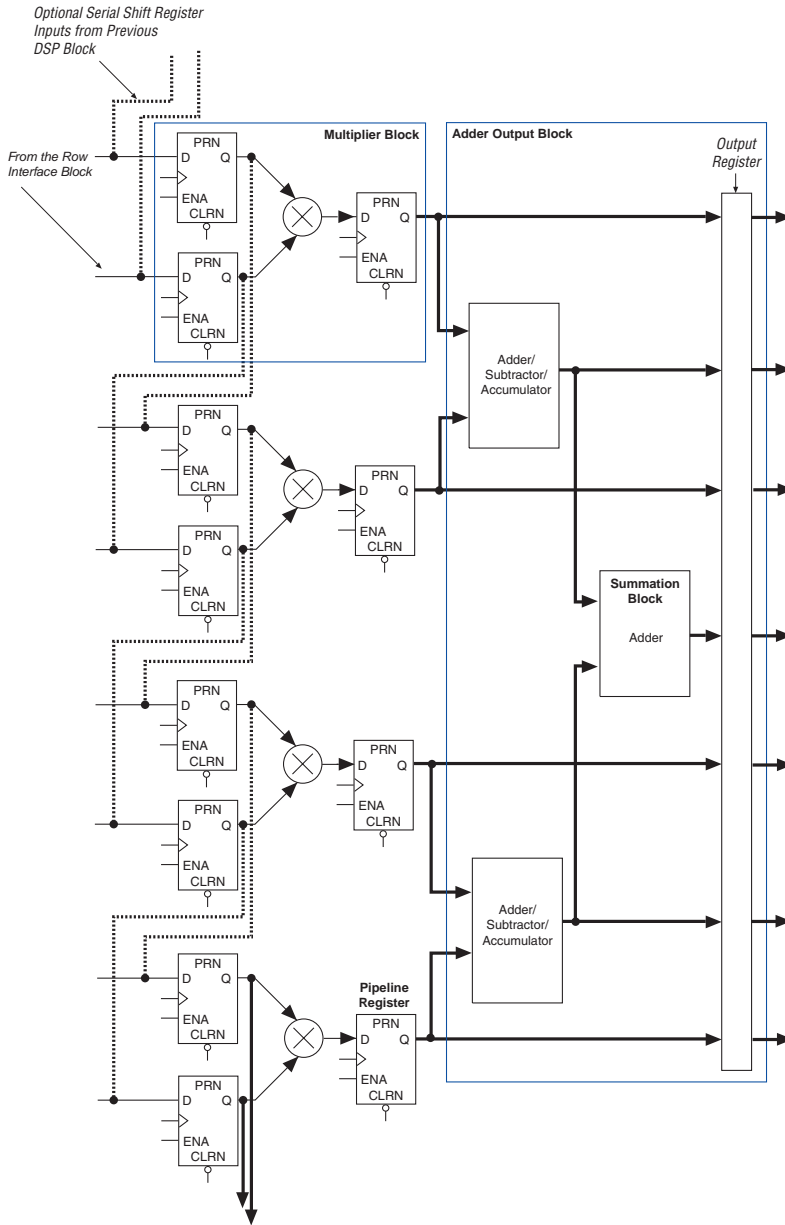 Optional Serial Shift Register
Inputs from Previous
DSP Block
Multiplier Block
Adder Output Block
Output
Register
From the Row
Interface Block
PRN
D Q
ENA
CLRN
PRN
D Q
ENA
CLRN
PRN
D Q
ENA
CLRN
Adder/
Subtractor/
Accumulator
PRN
D Q
ENA
CLRN
PRN
D Q
ENA
CLRN
PRN
D Q
ENA
CLRN
Summation
Block
Adder
PRN
D Q
ENA
CLRN
PRN
D Q
ENA
CLRN
PRN
D Q
ENA
CLRN
Adder/
Subtractor/
Accumulator
PRN
D Q
ENA
CLRN
Pipeline
Register
PRN
D Q
ENA
CLRN
PRN
D Q
ENA
CLRN